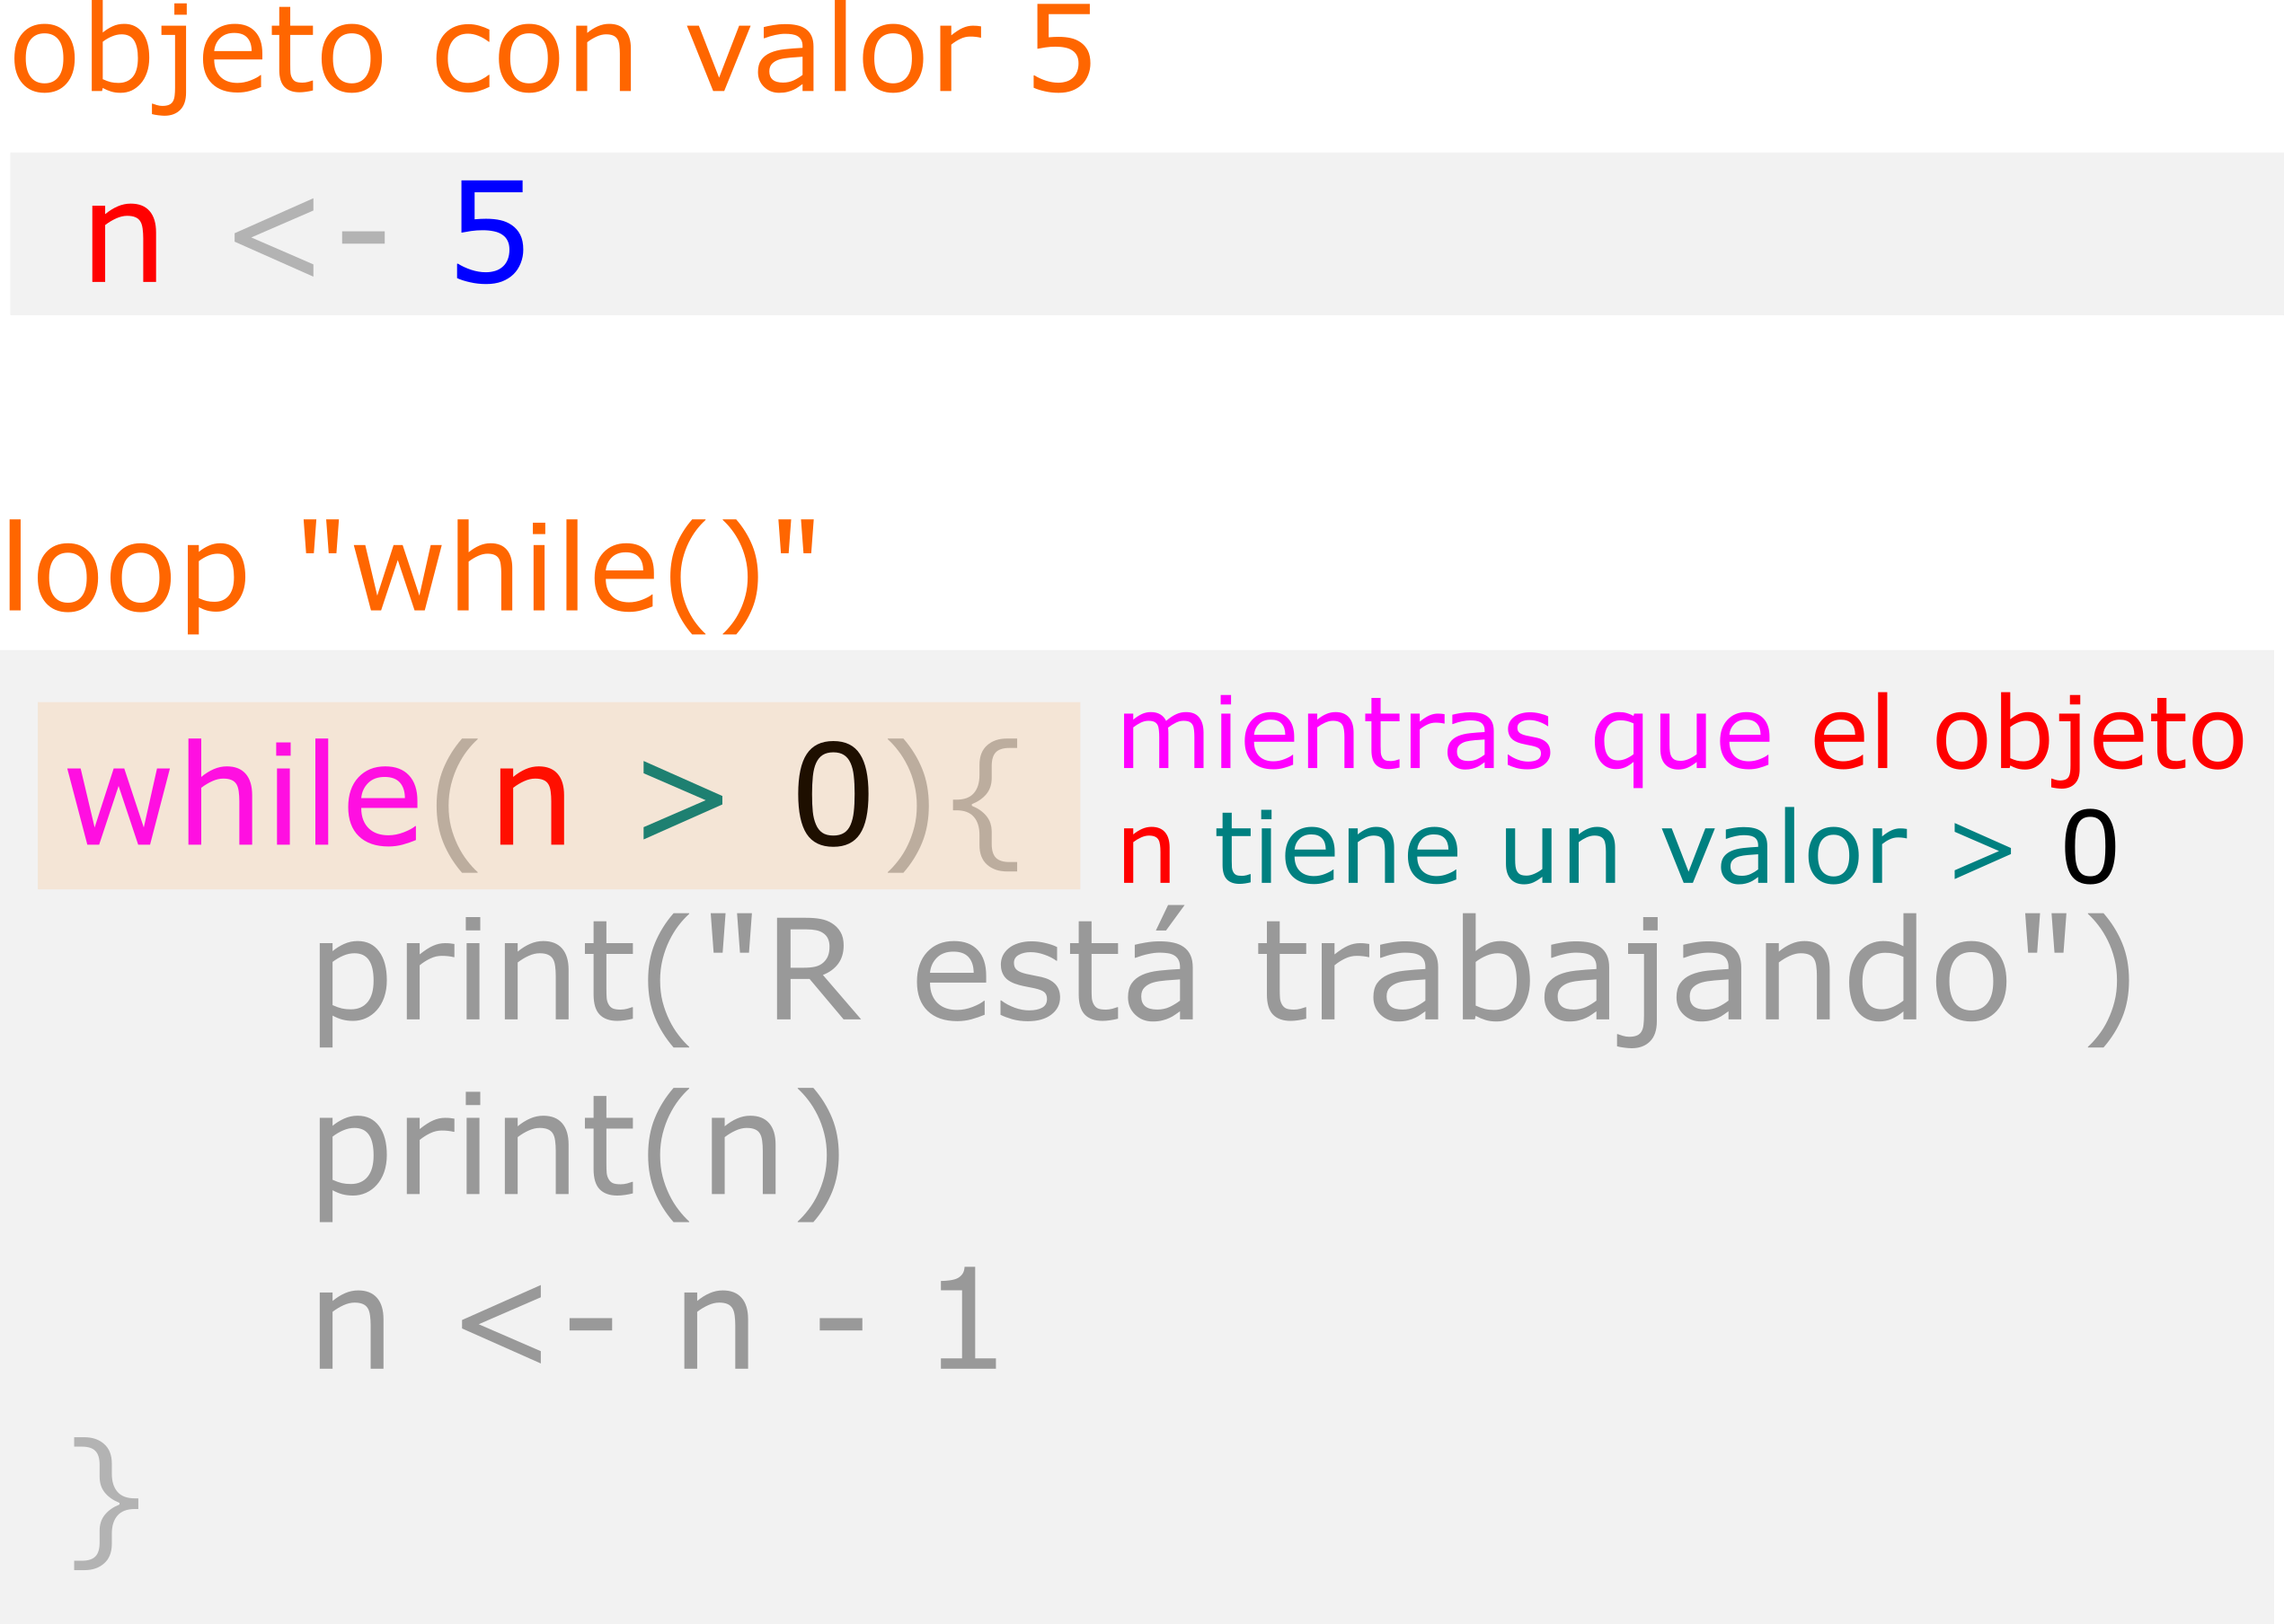 objeto con valor 5
n <- 5
loop "while()"
while(n > 0){
mientras que el objeto
n tiene un valor > 0
print("R está trabajando")
print(n)
n <- n - 1
}